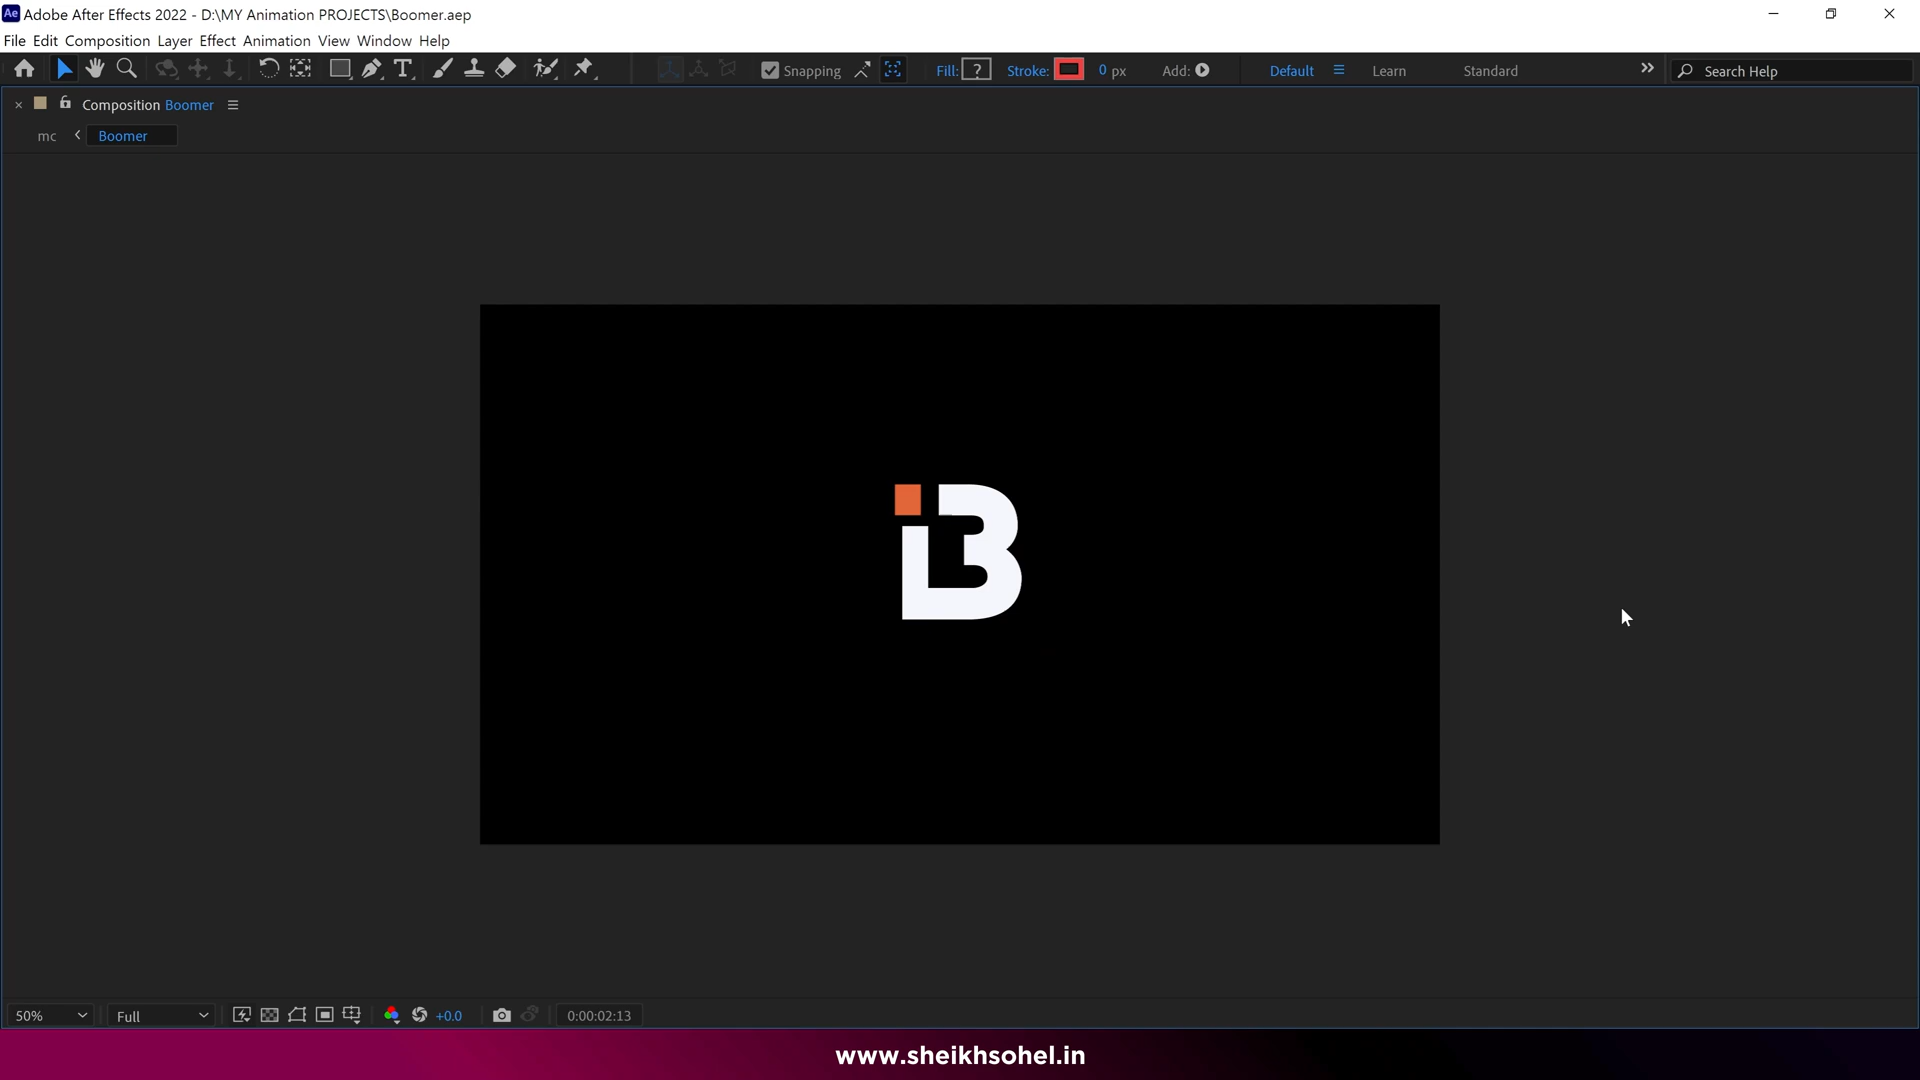 Ae Adobe After Effects 2022 - D:\MY Animation PROJECTS\Boomer.aep
File Edit Composition Layer Effect Animation View Window Help
Snapping Fill: ? Stroke: 0 px Add: Default Learn Standard Search Help
Composition Boomer
mc Boomer
B
50% Full +0.0 0:00:02:13
www.sheikhsohel.in